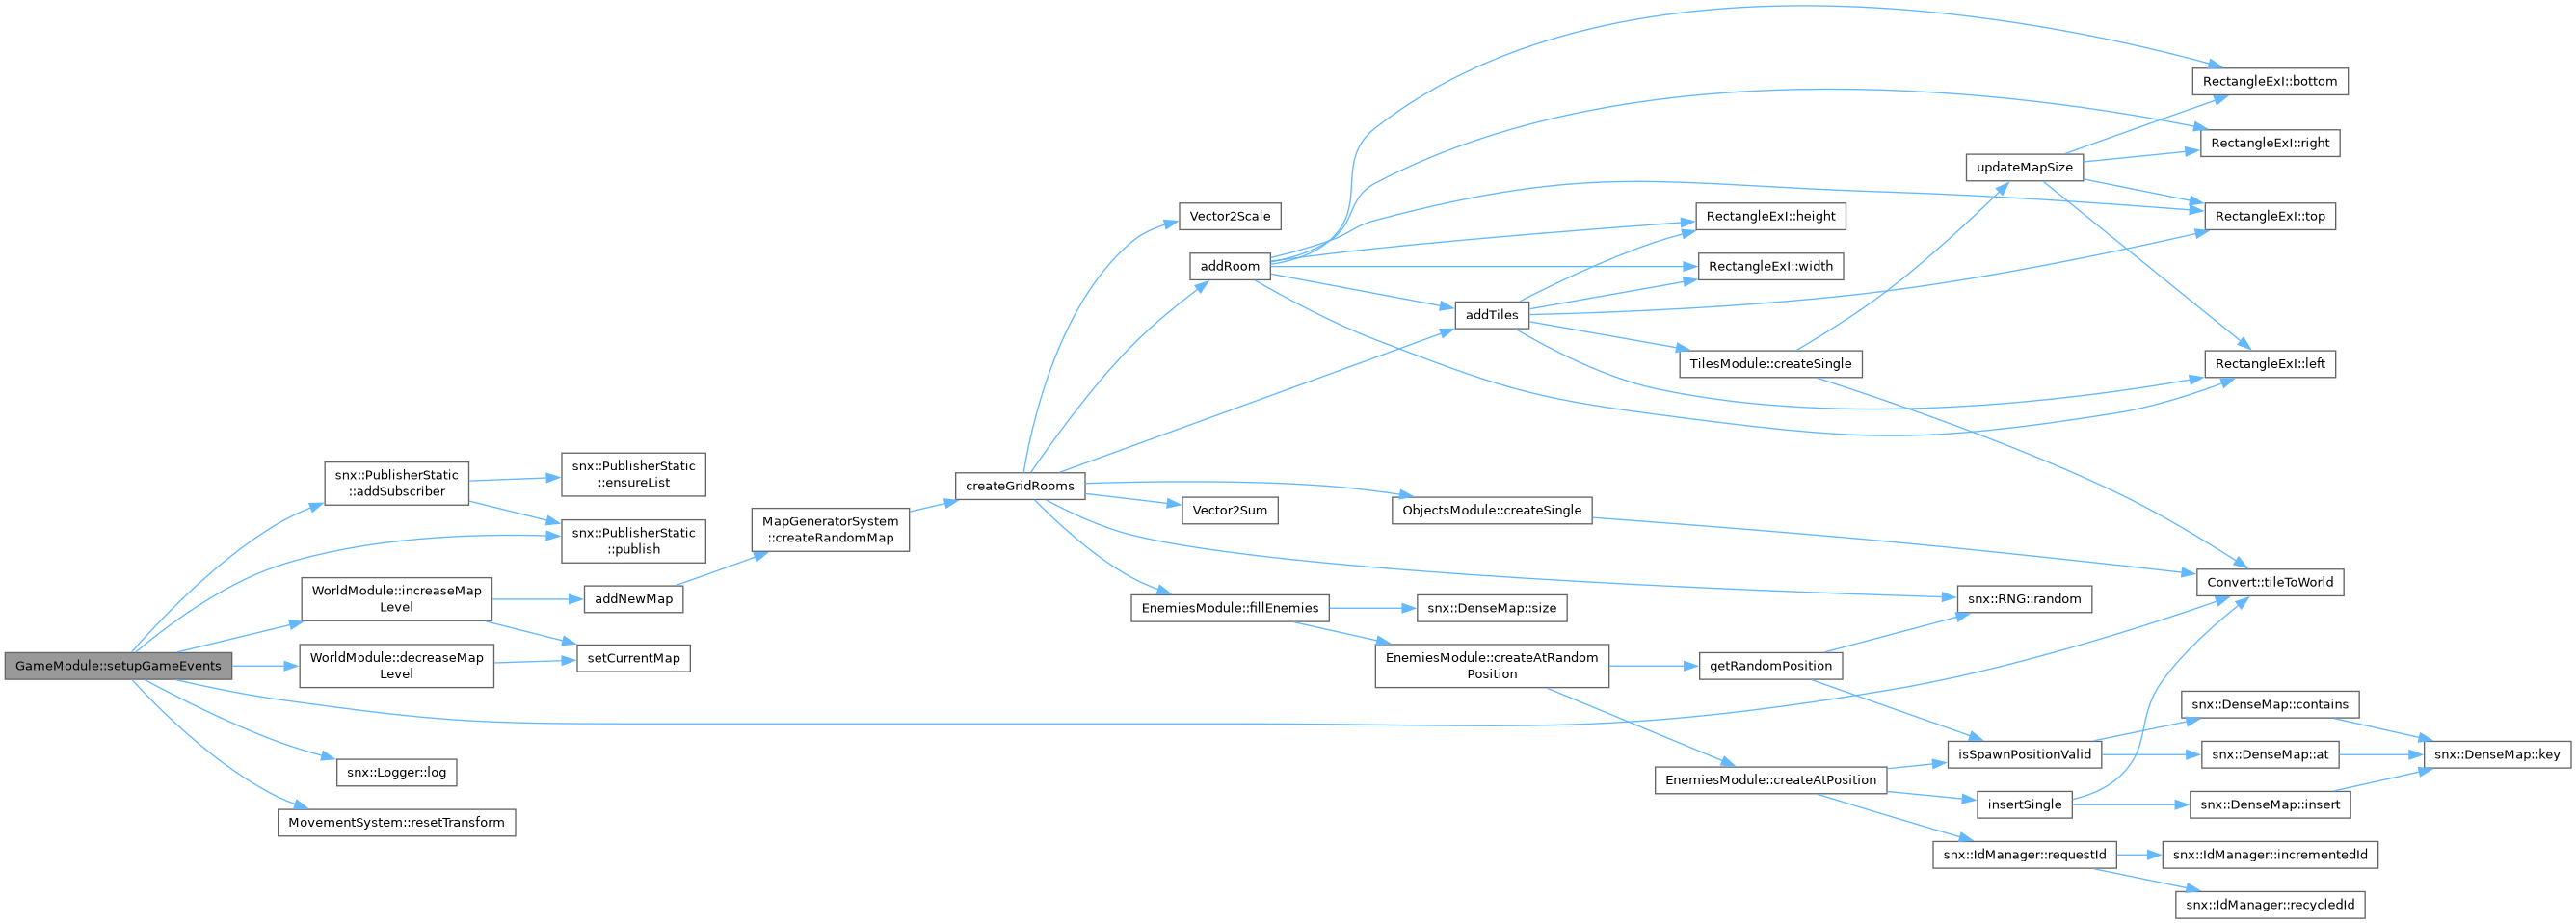 GameModule::setupGameEvents
snx::PublisherStatic
::addSubscriber
snx::PublisherStatic
::ensureList
snx::PublisherStatic
::publish
WorldModule::increaseMap
Level
addNewMap
MapGeneratorSystem
::createRandomMap
createGridRooms
Vector2Scale
addRoom
RectangleExI::bottom
RectangleExI::right
updateMapSize
RectangleExI::top
RectangleExI::height
RectangleExI::width
addTiles
TilesModule::createSingle
RectangleExI::left
Vector2Sum
ObjectsModule::createSingle
Convert::tileToWorld
EnemiesModule::fillEnemies
snx::DenseMap::size
snx::RNG::random
EnemiesModule::createAtRandom
Position
getRandomPosition
isSpawnPositionValid
snx::DenseMap::contains
snx::DenseMap::at
snx::DenseMap::key
EnemiesModule::createAtPosition
insertSingle
snx::DenseMap::insert
snx::IdManager::requestId
snx::IdManager::incrementedId
snx::IdManager::recycledId
WorldModule::decreaseMap
Level
setCurrentMap
snx::Logger::log
MovementSystem::resetTransform